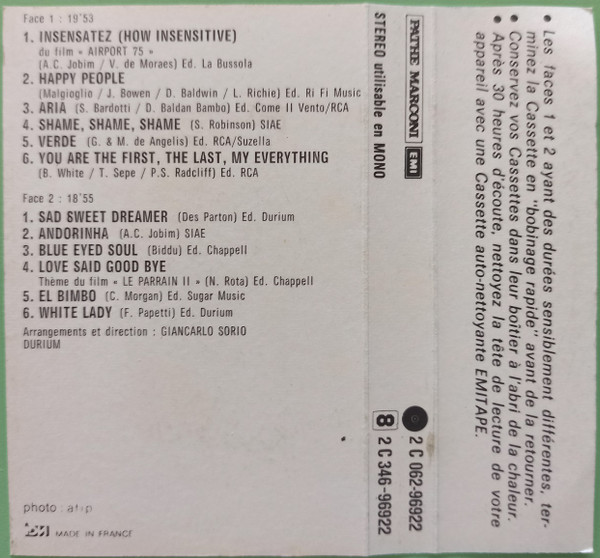 Face 1 : 19'53
1. INSENSATEZ (HOW INSENSITIVE)
du film « AIRPORT 75 »
(A.C. Jobim / V. de Moraes) Ed. La Bussola
2. HAPPY PEOPLE
(Malgioglio / J. Bowen / D. Baldwin / L. Richie) Ed. Ri Fi Music
3. ARIA (S. Bardotti / D. Baldan Bambo) Ed. Come Il Vento/RCA
4. SHAME, SHAME, SHAME (S. Robinson) SIAE
5. VERDE (G. & M. de Angelis) Ed. RCA/Suzella
6. YOU ARE THE FIRST, THE LAST, MY EVERYTHING
(B. White / T. Sepe / P.S. Radcliff) Ed. RCA
Face 2 : 18'55
1. SAD SWEET DREAMER (Des Parton) Ed. Durium
2. ANDORINHA (A.C. Jobim) SIAE
3. BLUE EYED SOUL (Biddu) Ed. Chappell
4. LOVE SAID GOOD BYE
Thème du film « LE PARRAIN II » (N. Rota) Ed. Chappell
5. EL BIMBO (C. Morgan) Ed. Sugar Music
6. WHITE LADY (F. Papetti) Ed. Durium
Arrangements et direction : GIANCARLO SORIO
DURIUM
photo :
MADE IN FRANCE
PATHE MARCONI EMI
2 C 062-96922
STEREO utilisable en MONO
8 2 C 346-96922
• Les faces 1 et 2 ayant des durées sensiblement différentes, ter-
minez la Cassette en "bobinage rapide" avant de la retourner.
• Conservez vos Cassettes dans leur boîtier à l'abri de la chaleur.
• Après 30 heures d'écoute, nettoyez la tête de lecture de votre
appareil avec une Cassette auto-nettoyante EMITAPE.